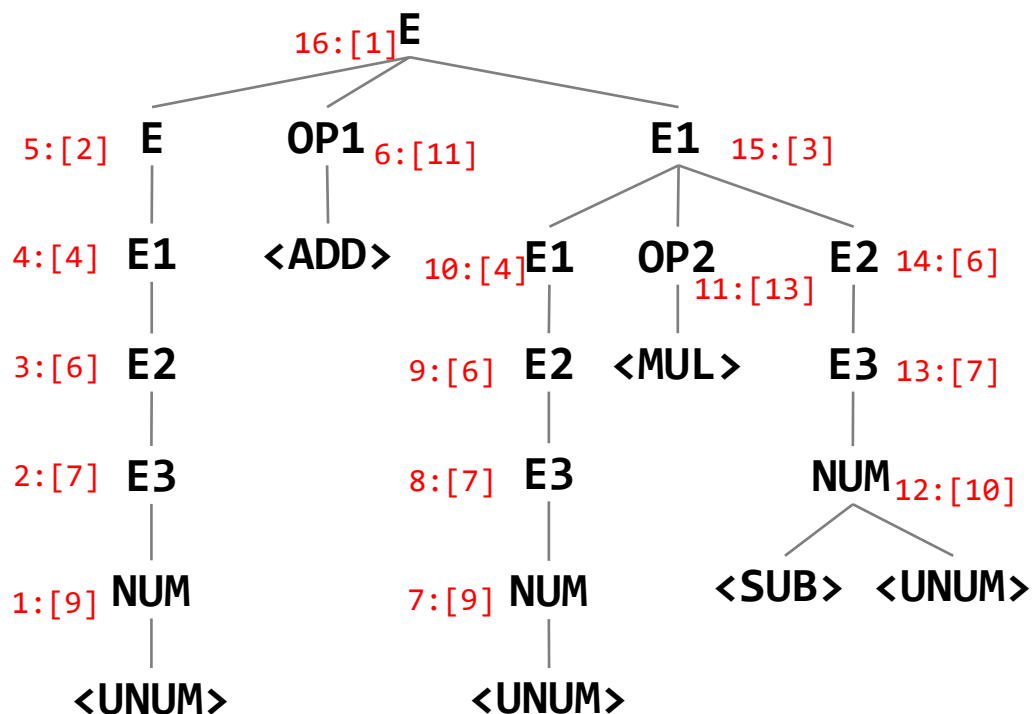 16:[1] E
5:[2] E OP1 6:[11] E1 15:[3]
4:[4] E1 <ADD> 10:[4] E1 OP2 11:[13] E2 14:[6]
3:[6] E2 9:[6] E2 <MUL> E3 13:[7]
2:[7] E3 8:[7] E3 NUM 12:[10]
1:[9] NUM 7:[9] NUM <SUB> <UNUM>
<UNUM> <UNUM>